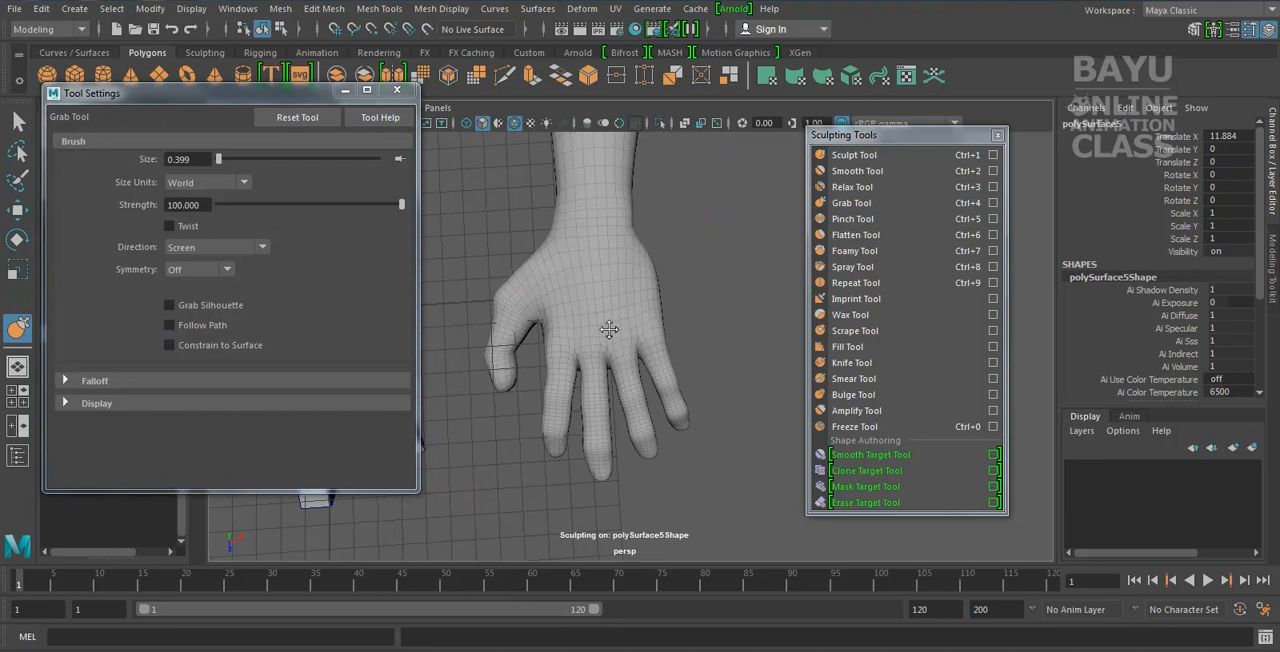 File Edit Create Select Modify Display Windows Mesh Edit Mesh Mesh Tools Mesh Display Curves Surfaces Deform UV Generate Cache Arnold Help Workspace : Maya Classic
Modeling No Live Surface Sign In
Curves / Surfaces Polygons Sculpting Rigging Animation Rendering FX FX Caching Custom Arnold Bifrost MASH Motion Graphics XGen
T svg
BAYU
ONLINE
ANIMATION
CLASS
M Tool Settings
Grab Tool Reset Tool Tool Help
Brush
Size: 0.399
Size Units: World
Strength: 100.000
Twist
Direction: Screen
Symmetry: Off
Grab Silhouette
Follow Path
Constrain to Surface
Falloff
Display
Panels
0.00 1.00 sRGB gamma
Sculpting Tools
Sculpt Tool Ctrl+1
Smooth Tool Ctrl+2
Relax Tool Ctrl+3
Grab Tool Ctrl+4
Pinch Tool Ctrl+5
Flatten Tool Ctrl+6
Foamy Tool Ctrl+7
Spray Tool Ctrl+8
Repeat Tool Ctrl+9
Imprint Tool
Wax Tool
Scrape Tool
Fill Tool
Knife Tool
Smear Tool
Bulge Tool
Amplify Tool
Freeze Tool Ctrl+0
Shape Authoring
Smooth Target Tool
Clone Target Tool
Mask Target Tool
Erase Target Tool
Channels Edit Object Show
polySurface5
Translate X 11.884
Translate Y 0
Translate Z 0
Rotate X 0
Rotate Y 0
Rotate Z 0
Scale X 1
Scale Y 1
Scale Z 1
Visibility on
SHAPES
polySurface5Shape
Ai Shadow Density 1
Ai Exposure 0
Ai Diffuse 1
Ai Specular 1
Ai Sss 1
Ai Indirect 1
Ai Volume 1
Ai Use Color Temperature off
Ai Color Temperature 6500
Display Anim
Layers Options Help
Channel Box / Layer Editor
Modeling Toolkit
Sculpting on: polySurface5Shape
persp
5 10 15 20 25 30 35 40 45 50 55 60 65 70 75 80 85 90 95 100 105 110 115 120
1 1
1 1 1 120 120 200 No Anim Layer No Character Set
MEL